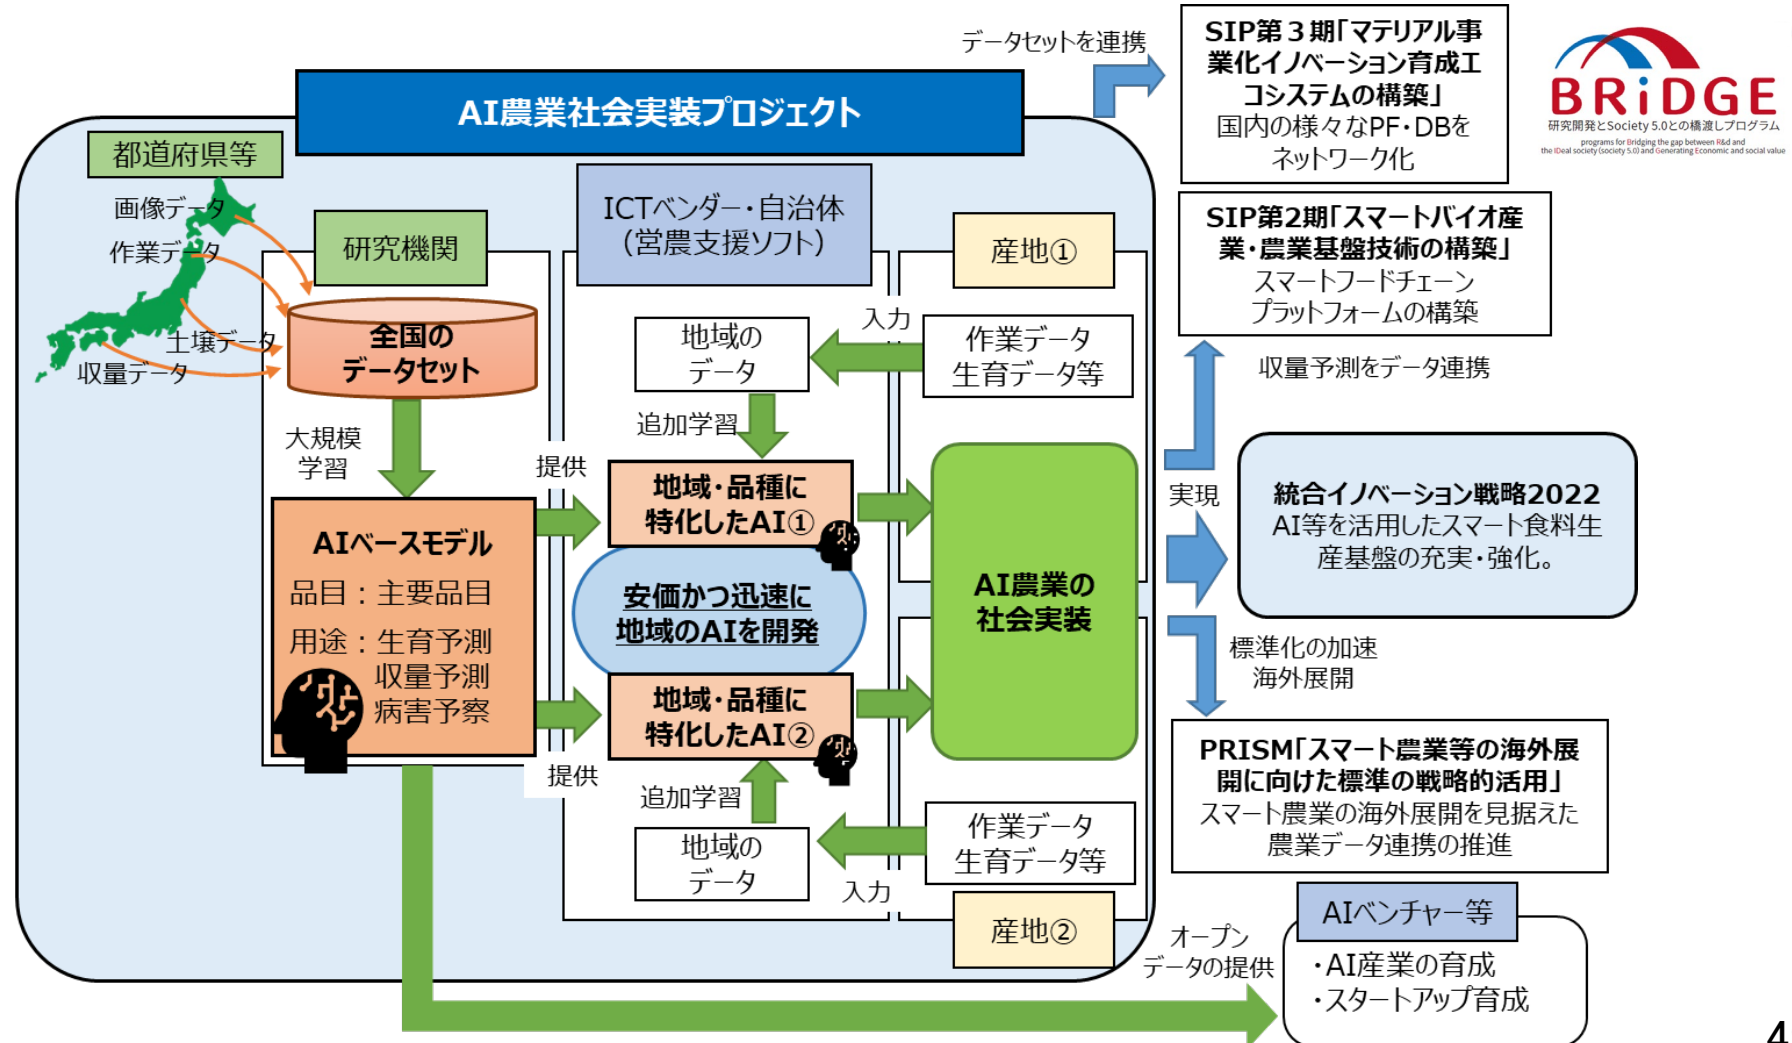 データセットを連携
SIP第３期「マテリアル事
業化イノベーション育成エ
コシステムの構築」
国内の様々なPF・DBを
ネットワーク化
BRiDGE
研究開発とSociety 5.0との橋渡しプログラム
programs for Bridging the gap between R&d and
the IDeal society (society 5.0) and Generating Economic and social value
AI農業社会実装プロジェクト
都道府県等
画像データ
作業データ
土壌データ
収量データ
研究機関
全国の
データセット
大規模
学習
AIベースモデル
品目：主要品目
用途：生育予測
収量予測
病害予察
提供
提供
ICTベンダー・自治体
（営農支援ソフト）
地域の
データ
追加学習
地域・品種に
特化したAI①
安価かつ迅速に
地域のAIを開発
地域・品種に
特化したAI②
追加学習
地域の
データ
産地①
入力
作業データ
生育データ等
AI農業の
社会実装
作業データ
生育データ等
入力
産地②
SIP第2期「スマートバイオ産
業・農業基盤技術の構築」
スマートフードチェーン
プラットフォームの構築
収量予測をデータ連携
実現
統合イノベーション戦略2022
AI等を活用したスマート食料生
産基盤の充実・強化。
標準化の加速
海外展開
PRISM「スマート農業等の海外展
開に向けた標準の戦略的活用」
スマート農業の海外展開を見据えた
農業データ連携の推進
オープン
データの提供
AIベンチャー等
・AI産業の育成
・スタートアップ育成
4